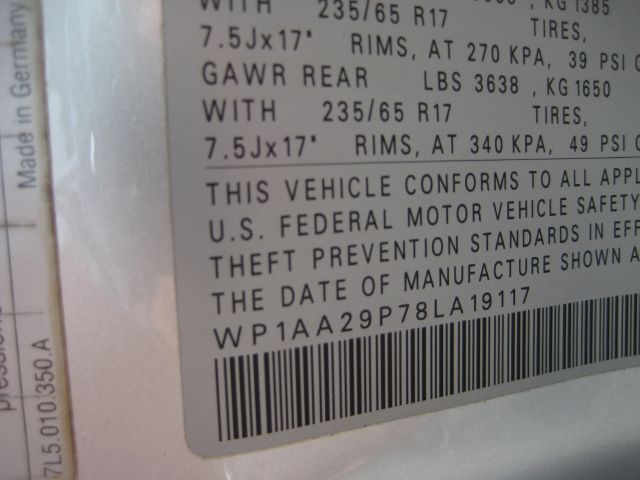 WITH 235/65 R17 TIRES,
7.5Jx17" RIMS, AT 270 KPA, 39 PSI
GAWR REAR LBS 3638 , KG 1650
WITH 235/65 R17 TIRES,
7.5Jx17" RIMS, AT 340 KPA, 49 PSI
THIS VEHICLE CONFORMS TO ALL APPL
U.S. FEDERAL MOTOR VEHICLE SAFETY
THEFT PREVENTION STANDARDS IN EFF
THE DATE OF MANUFACTURE SHOWN A
WP1AA29P78LA19117
Made in Germany
7L5.010.350.A